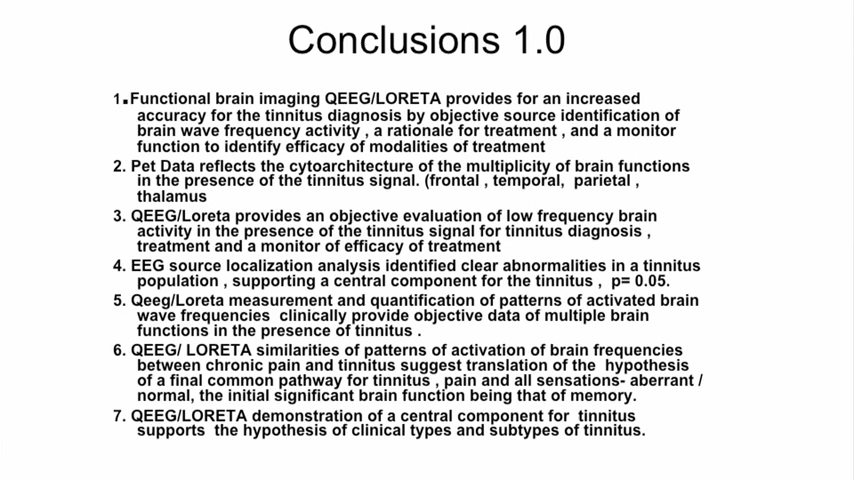 Conclusions 1.0
1.Functional brain imaging QEEG/LORETA provides for an increased
accuracy for the tinnitus diagnosis by objective source identification of
brain wave frequency activity , a rationale for treatment , and a monitor
function to identify efficacy of modalities of treatment
2. Pet Data reflects the cytoarchitecture of the multiplicity of brain functions
in the presence of the tinnitus signal. (frontal , temporal, parietal ,
thalamus
3. QEEG/Loreta provides an objective evaluation of low frequency brain
activity in the presence of the tinnitus signal for tinnitus diagnosis ,
treatment and a monitor of efficacy of treatment
4. EEG source localization analysis identified clear abnormalities in a tinnitus
population , supporting a central component for the tinnitus , p= 0.05.
5. Qeeg/Loreta measurement and quantification of patterns of activated brain
wave frequencies clinically provide objective data of multiple brain
functions in the presence of tinnitus .
6. QEEG/ LORETA similarities of patterns of activation of brain frequencies
between chronic pain and tinnitus suggest translation of the hypothesis
of a final common pathway for tinnitus , pain and all sensations- aberrant /
normal, the initial significant brain function being that of memory.
7. QEEG/LORETA demonstration of a central component for tinnitus
supports the hypothesis of clinical types and subtypes of tinnitus.